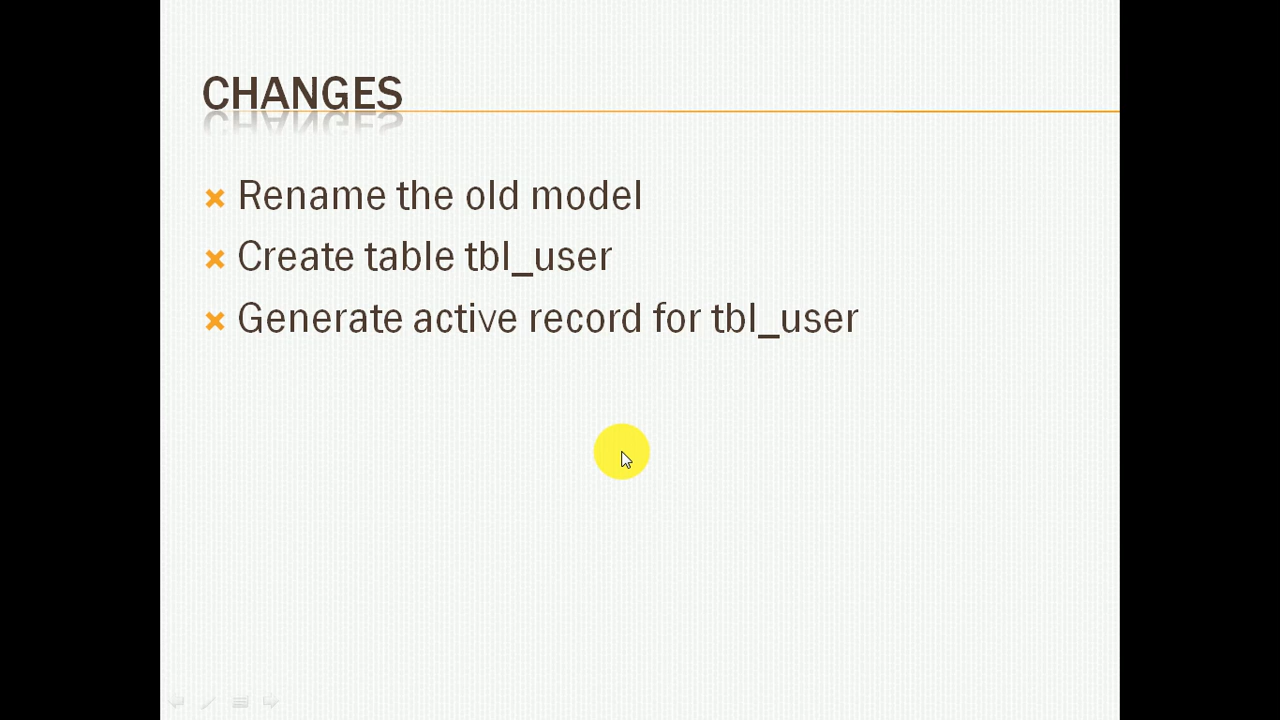 CHANGES
Rename the old model
Create table tbl_user
Generate active record for tbl_user